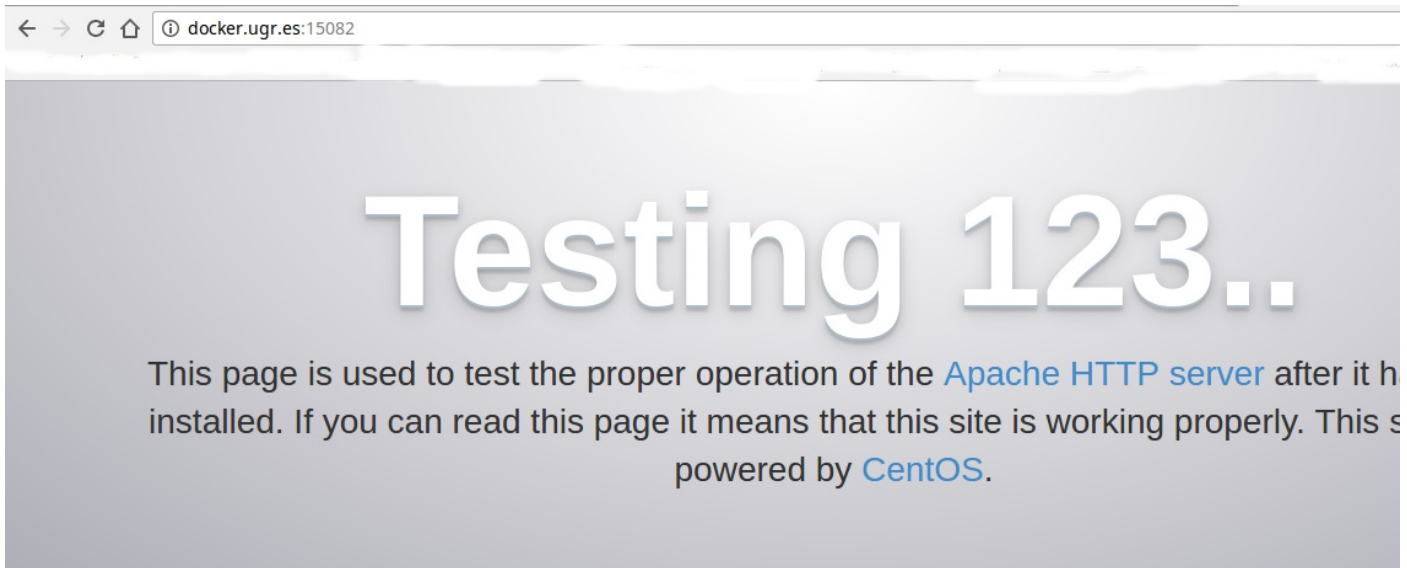 docker.ugr.es:15082
Testing 123..
This page is used to test the proper operation of the Apache HTTP server after it
installed. If you can read this page it means that this site is working properly. This
powered by CentOS.